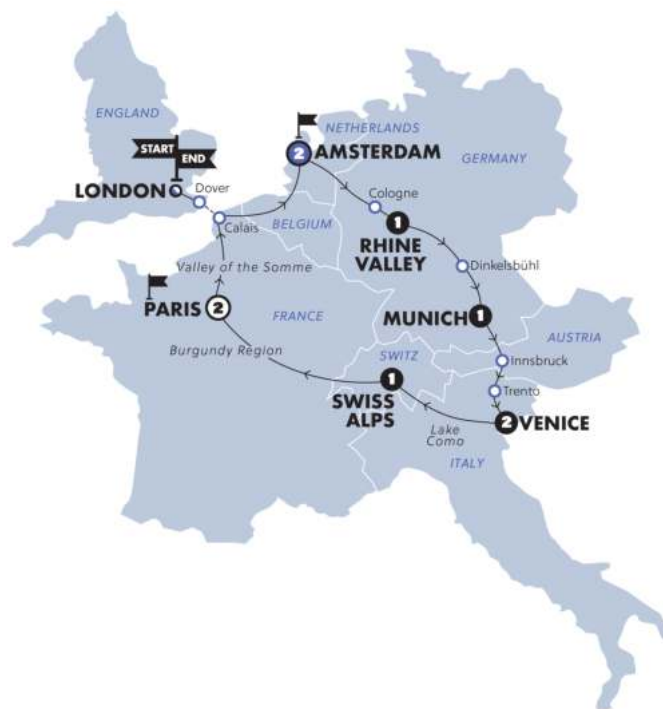 ENGLAND
START
END
LONDON
Dover
Calais
NETHERLANDS
2
AMSTERDAM
GERMANY
Cologne
1
RHINE
VALLEY
BELGIUM
Valley of the Somme
Dinkelsbühl
PARIS
2
FRANCE
MUNICH
1
AUSTRIA
Burgundy Region
Innsbruck
SWITZ
1
SWISS
ALPS
Trento
2
VENICE
Lake
Como
ITALY